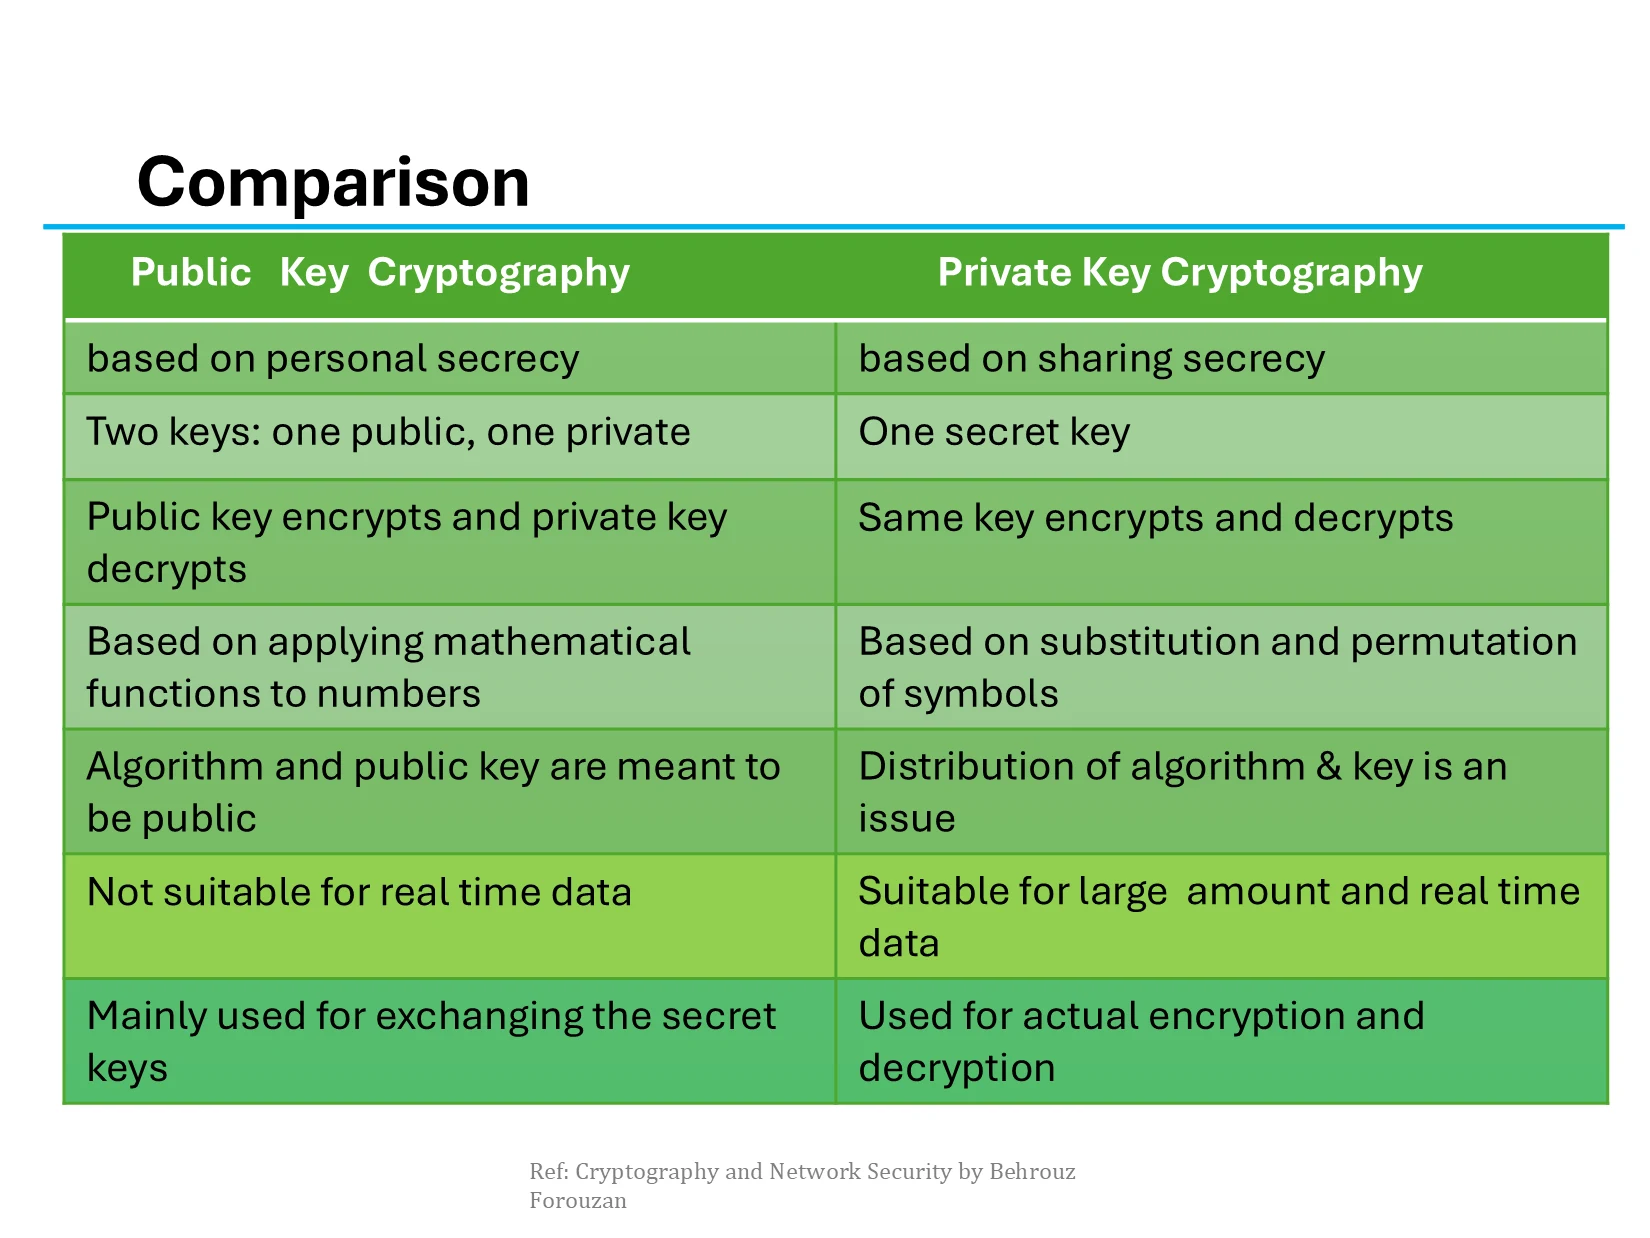 Comparison
Public Key Cryptography
Private Key Cryptography
based on personal secrecy
based on sharing secrecy
Two keys: one public, one private
One secret key
Public key encrypts and private key
decrypts
Same key encrypts and decrypts
Based on applying mathematical
functions to numbers
Based on substitution and permutation
of symbols
Algorithm and public key are meant to
be public
Distribution of algorithm & key is an
issue
Not suitable for real time data
Suitable for large amount and real time
data
Mainly used for exchanging the secret
keys
Used for actual encryption and
decryption
Ref: Cryptography and Network Security by Behrouz
Forouzan